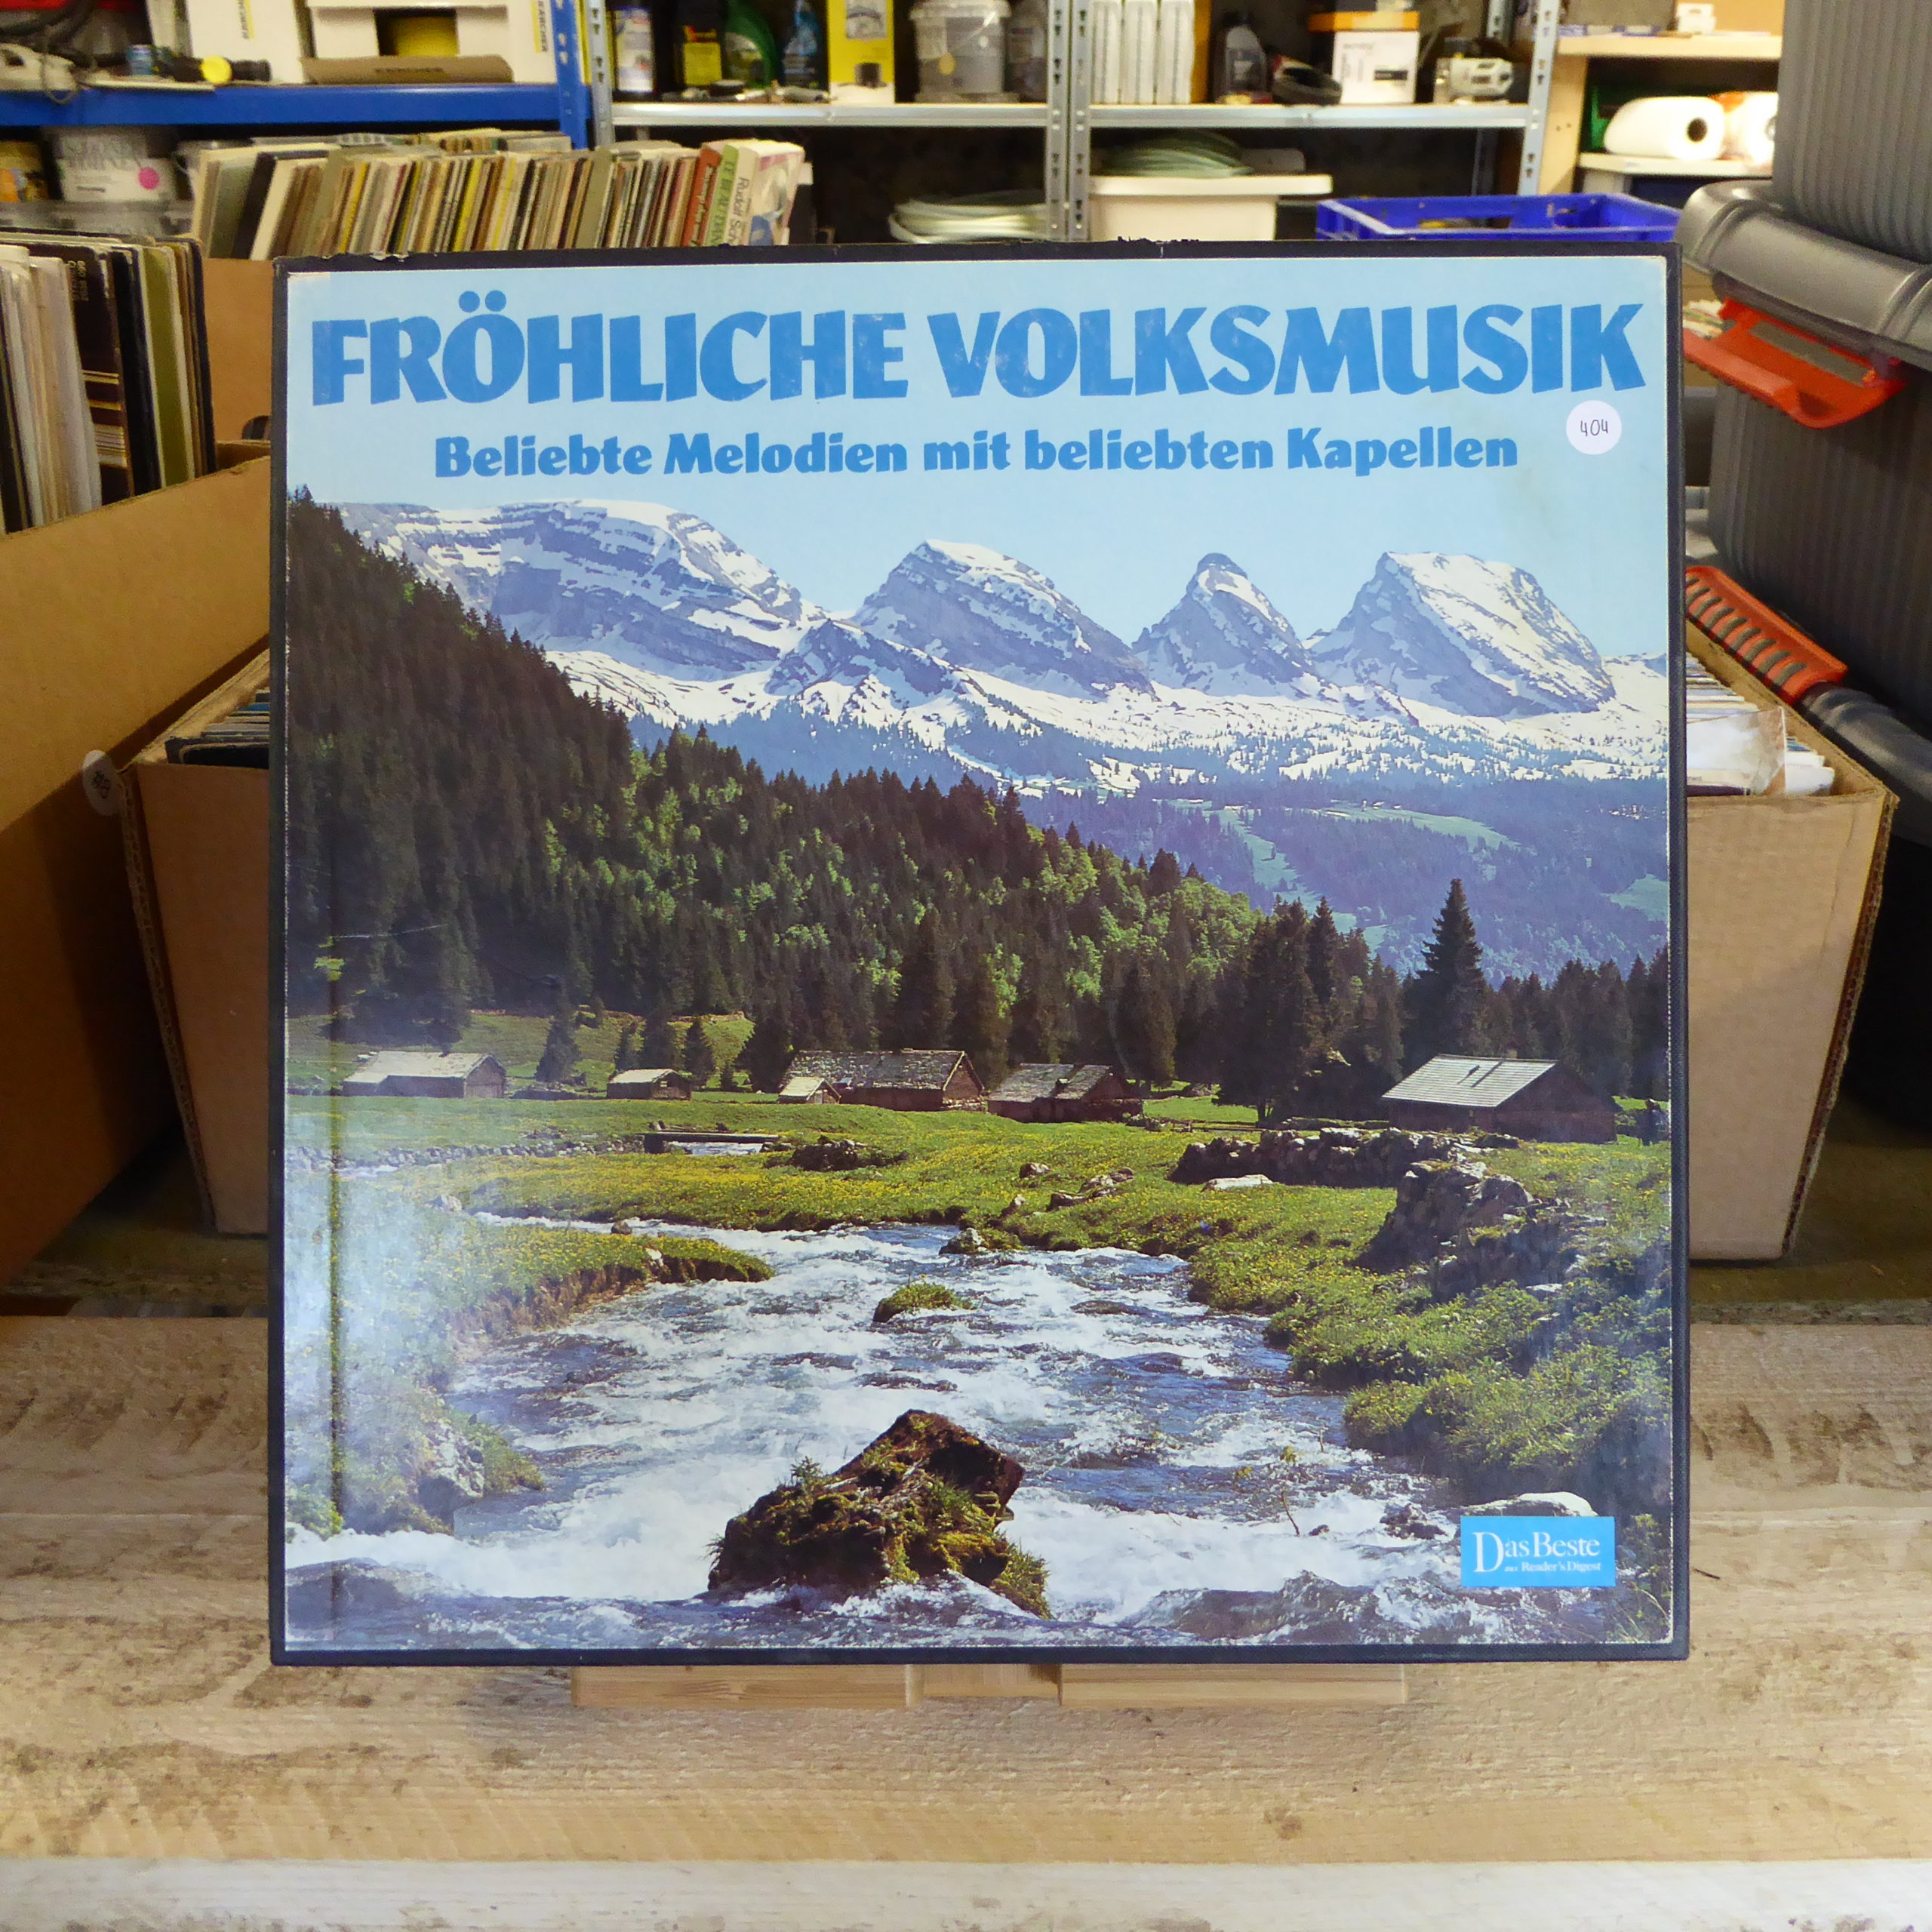 FRÖHLICHE VOLKSMUSIK
Beliebte Melodien mit beliebten Kapellen
404
Das Beste
aus Reader's Digest